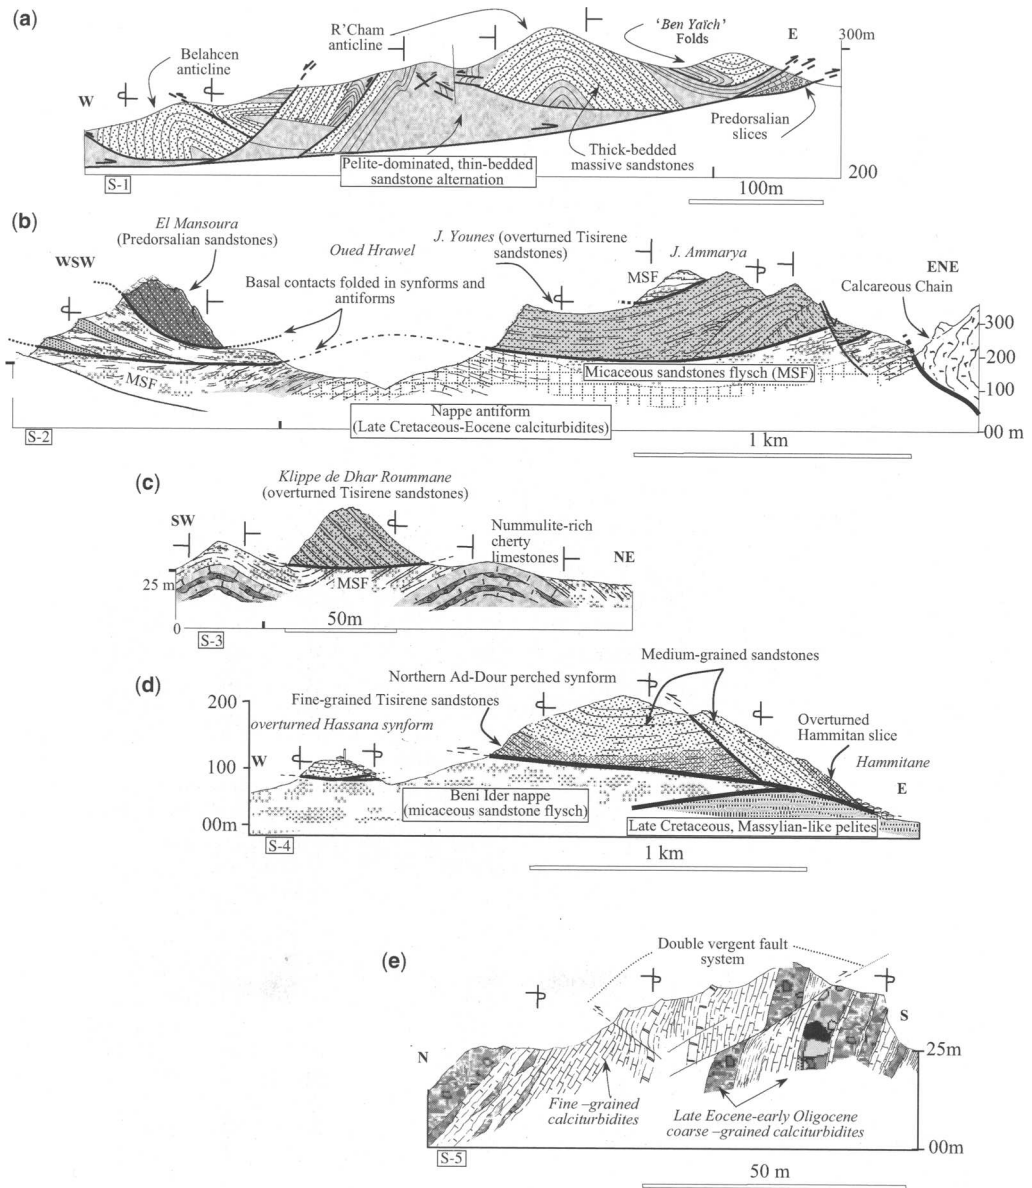 (a)
R'Cham
anticline
'Ben Yaïch'
Folds
E
300m
Belahcen
anticline
W
Predorsalian
slices
Thick-bedded
massive sandstones
Pelite-dominated, thin-bedded
sandstone alternation
200
S-1
100m
(b)
El Mansoura
(Predorsalian sandstones)
Oued Hrawel
J. Younes (overturned Tisirene
sandstones)
J. Ammarya
MSF
WSW
Basal contacts folded in synforms and
antiforms
ENE
Calcareous Chain
300
200
100
00 m
MSF
Micaceous sandstones flysch (MSF)
Nappe antiform
(Late Cretaceous-Eocene calciturbidites)
S-2
1 km
(c)
Klippe de Dhar Roummane
(overturned Tisirene sandstones)
SW
Nummulite-rich
cherty
limestones
NE
25 m
MSF
0
50m
S-3
(d)
Medium-grained sandstones
Northern Ad-Dour perched synform
Fine-grained Tisirene sandstones
200
overturned Hassana synform
Overturned
Hammitan slice
Hammitane
W
E
100
Beni Ider nappe
(micaceous sandstone flysch)
00m
Late Cretaceous, Massylian-like pelites
S-4
1 km
(e)
Double vergent fault
system
S
N
25m
Fine –grained
calciturbidites
Late Eocene-early Oligocene
coarse –grained calciturbidites
00m
S-5
50 m